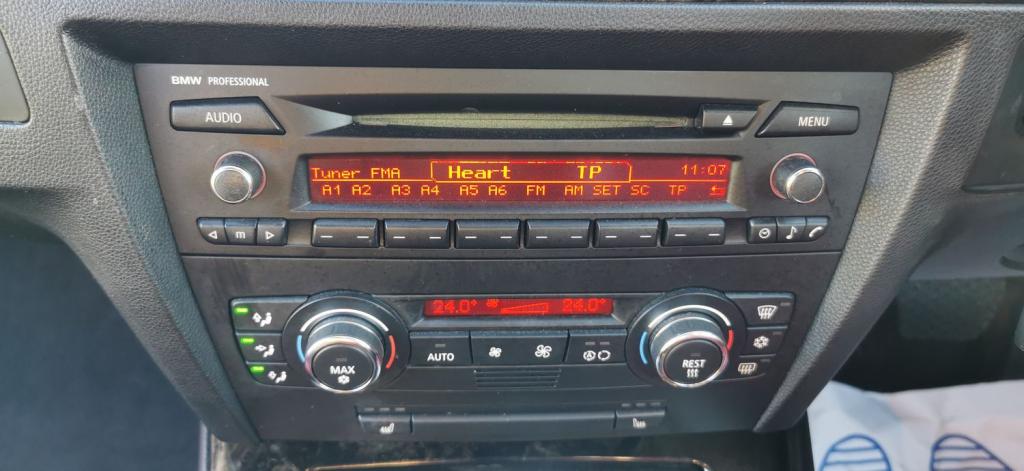 BMW PROFESSIONAL
AUDIO
MENU
Tuner FMA Heart TP 11:07
A1 A2 A3 A4 A5 A6 FM AM SET SC TP
m
24.0° 24.0°
MAX
AUTO
A
REST